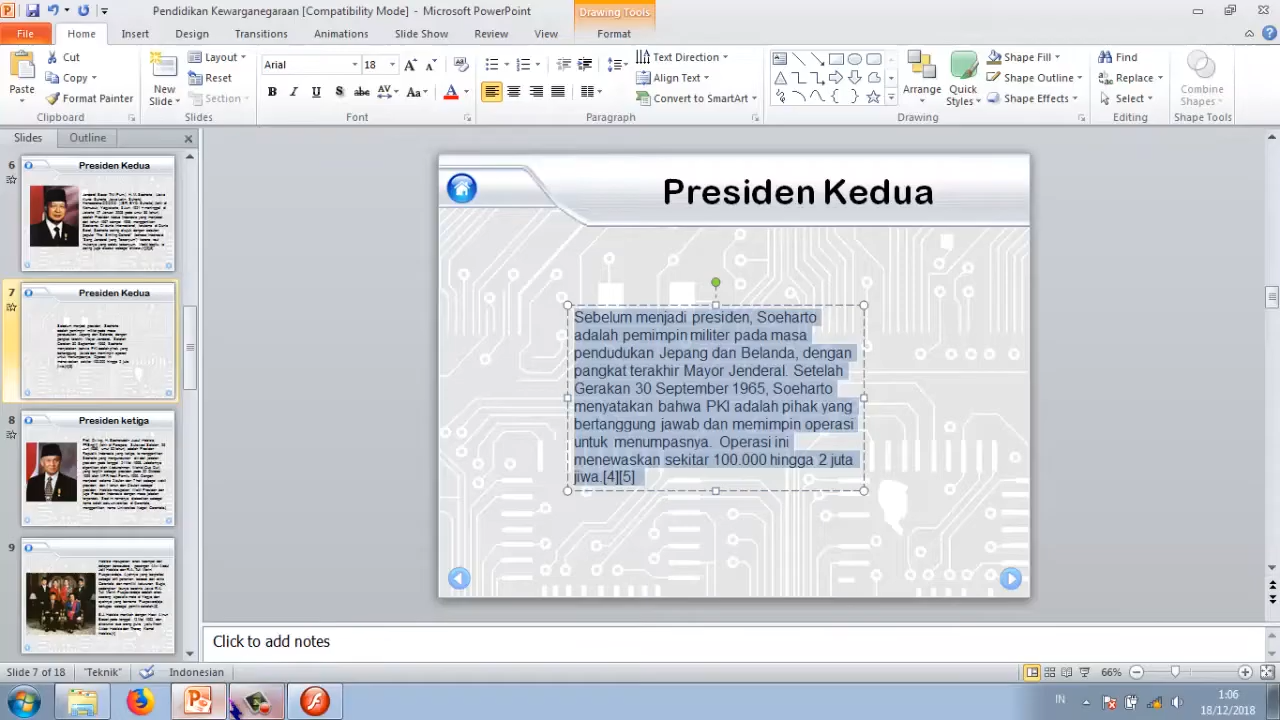 Pendidikan Kewarganegaraan [Compatibility Mode] - Microsoft PowerPoint
Drawing Tools
File Home Insert Design Transitions Animations Slide Show Review View Format
Paste
Cut
Copy
Format Painter
Clipboard
New Slide
Layout
Reset
Section
Slides
Arial 18
B I U S abc AV Aa A
Font
Text Direction
Align Text
Convert to SmartArt
Paragraph
Arrange
Quick Styles
Shape Fill
Shape Outline
Shape Effects
Drawing
Find
Replace
Select
Editing
Combine Shapes
Shape Tools
Slides Outline
6
Presiden Kedua
7
Presiden Kedua
8
Presiden ketiga
9
Presiden Kedua
Sebelum menjadi presiden, Soeharto
adalah pemimpin militer pada masa
pendudukan Jepang dan Belanda, dengan
pangkat terakhir Mayor Jenderal. Setelah
Gerakan 30 September 1965, Soeharto
menyatakan bahwa PKI adalah pihak yang
bertanggung jawab dan memimpin operasi
untuk menumpasnya. Operasi ini
menewaskan sekitar 100.000 hingga 2 juta
jiwa.[4][5]
Click to add notes
Slide 7 of 18 "Teknik" Indonesian 66%
IN
1:06
18/12/2018